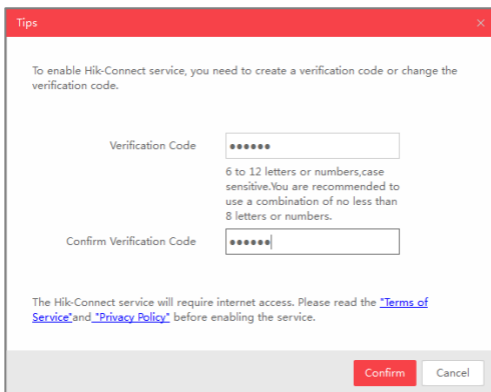 Tips
To enable Hik-Connect service, you need to create a verification code or change the
verification code.
Verification Code
●●●●●●
6 to 12 letters or numbers,case
sensitive.You are recommended to
use a combination of no less than
8 letters or numbers.
Confirm Verification Code
●●●●●●
The Hik-Connect service will require internet access. Please read the "Terms of
Service"and "Privacy Policy" before enabling the service.
Confirm
Cancel